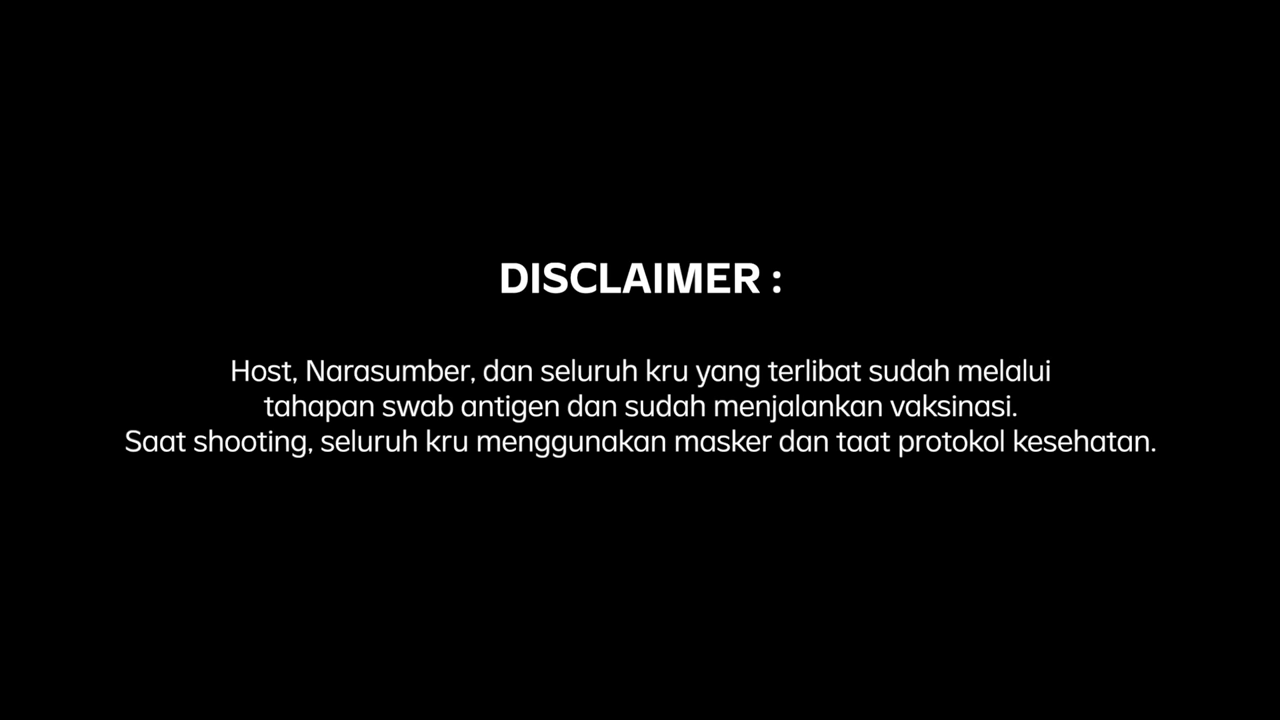 DISCLAIMER :
Host, Narasumber, dan seluruh kru yang terlibat sudah melalui
tahapan swab antigen dan sudah menjalankan vaksinasi.
Saat shooting, seluruh kru menggunakan masker dan taat protokol kesehatan.